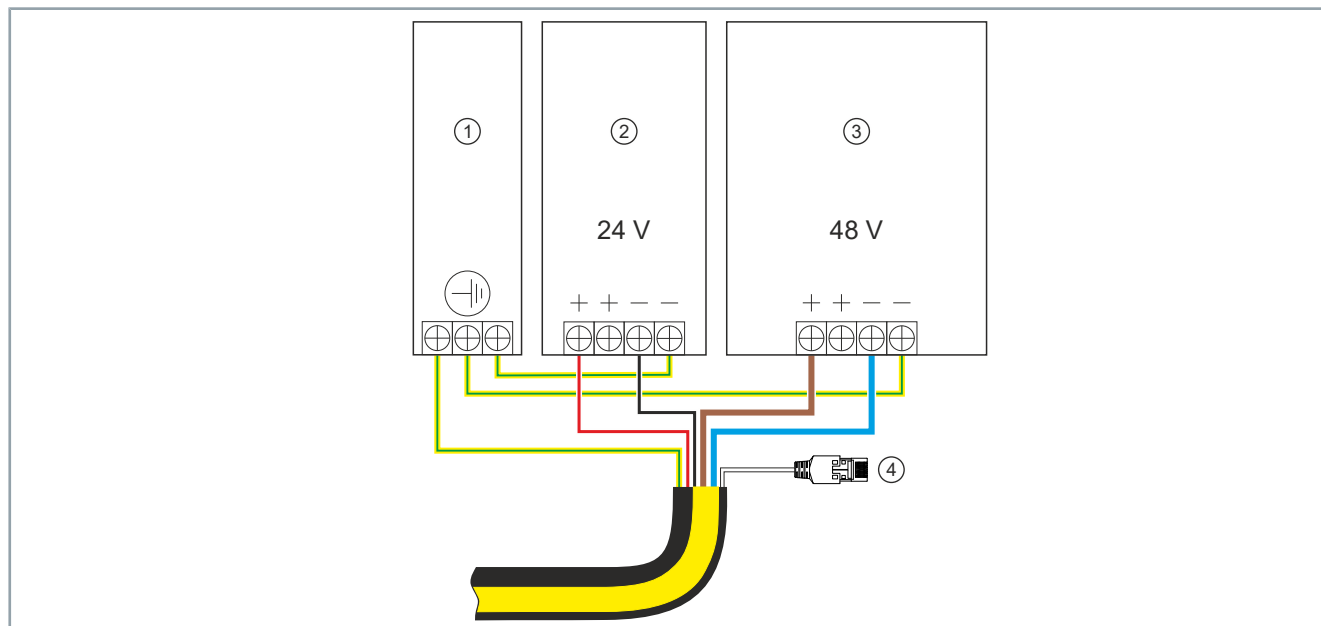 1 2 3
24 V 48 V
+ + — — + + — —
4